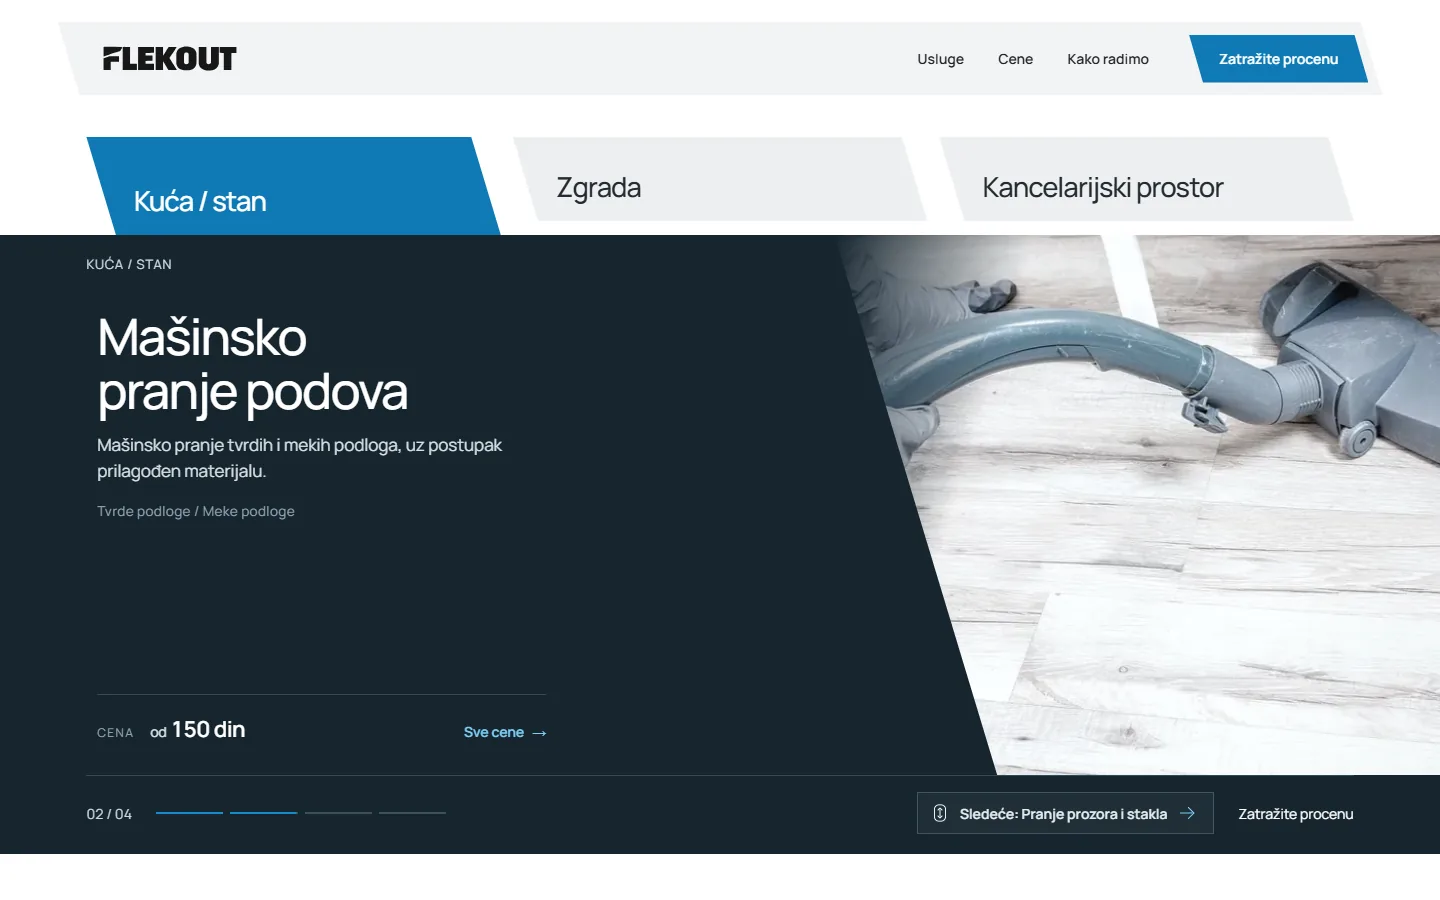 FLEKOUT
Usluge
Cene
Kako radimo
Zatražite procenu
Kuća / stan
Zgrada
Kancelarijski prostor
KUĆA / STAN
Mašinsko
pranje podova
Mašinsko pranje tvrdih i mekih podloga, uz postupak
prilagođen materijalu.
Tvrde podloge / Meke podloge
CENA od 150 din
Sve cene →
02 / 04
Sledeće: Pranje prozora i stakla →
Zatražite procenu